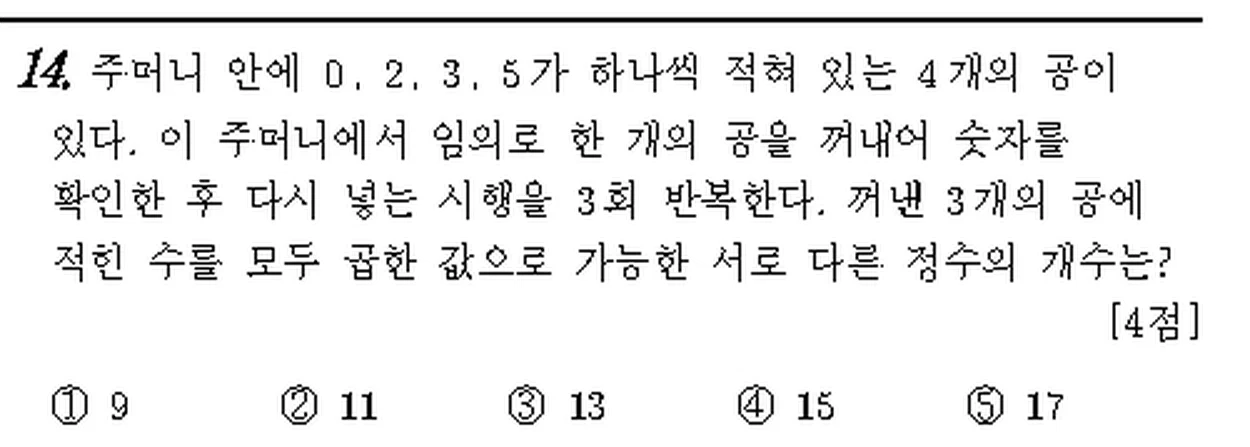 14. 주머니 안에 0, 2, 3, 5가 하나씩 적혀 있는 4개의 공이
있다. 이 주머니에서 임의로 한 개의 공을 꺼내어 숫자를
확인한 후 다시 넣는 시행을 3회 반복한다. 꺼낸 3개의 공에
적힌 수를 모두 곱한 값으로 가능한 서로 다른 정수의 개수는?
[4점]
① 9 ② 11 ③ 13 ④ 15 ⑤ 17